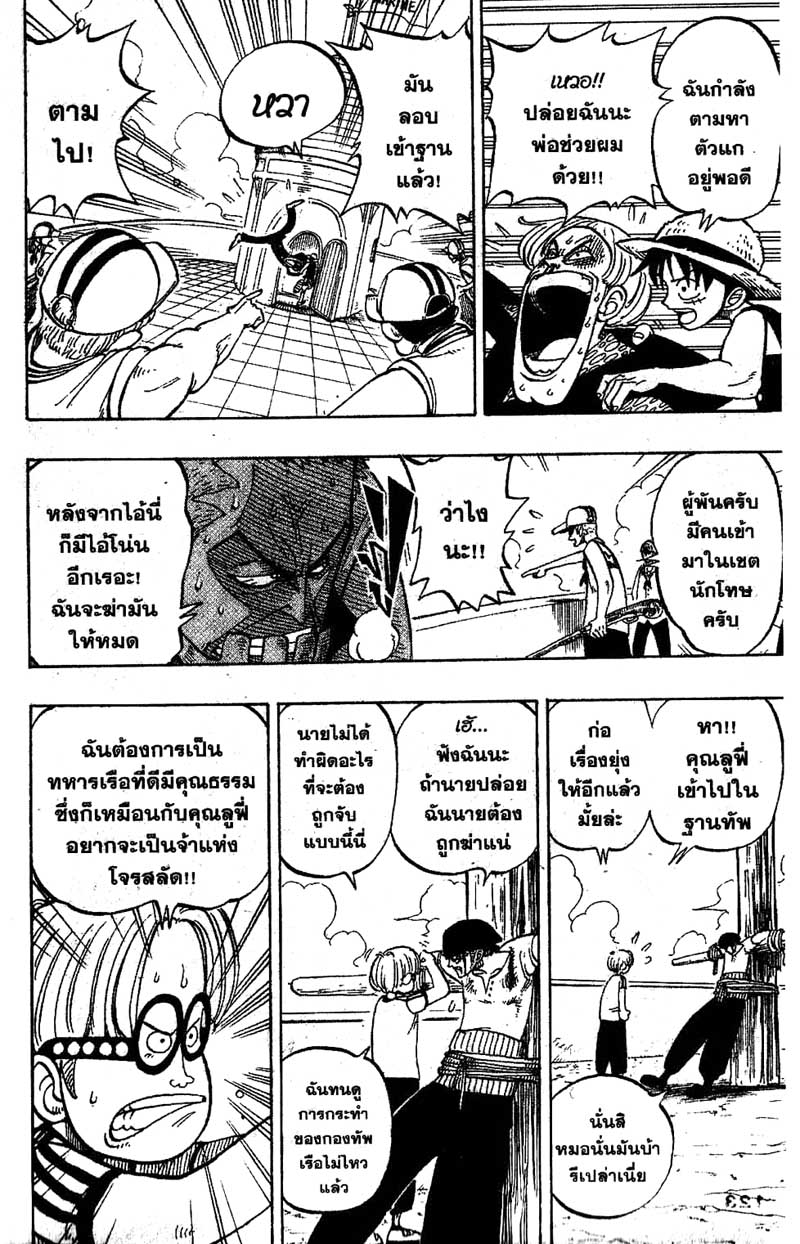 ฉันกำลัง
ตามหา
ตัวแก
อยู่พอดี
เหวอ!!
ปล่อยฉันนะ
พ่อช่วยผม
ด้วย!!
มัน
ลอบ
เข้าฐาน
แล้ว!
หวา
ตาม
ไป!
ผู้พันครับ
มีคนเข้า
มาในเขต
นักโทษ
ครับ
ว่าไง
นะ!!
หลังจากไอ้นี่
ก็มีไอ้โน่น
อีกเรอะ!
ฉันจะฆ่ามัน
ให้หมด
หา!!
คุณลูฟี่
เข้าไปใน
ฐานทัพ
ก่อ
เรื่องยุ่ง
ให้อีกแล้ว
มั้ยล่ะ
นั่นสิ
หมอนั่นมันบ้า
รึเปล่าเนี่ย
เฮ้...
ฟังฉันนะ
ถ้านายปล่อย
ฉันนายต้อง
ถูกฆ่าแน่
นายไม่ได้
ทำผิดอะไร
ที่จะต้อง
ถูกจับ
แบบนี้นี่
ฉันทนดู
การกระทำ
ของกองทัพ
เรือไม่ไหว
แล้ว
ฉันต้องการเป็น
ทหารเรือที่ดีมีคุณธรรม
ซึ่งก็เหมือนกับคุณลูฟี่
อยากจะเป็นจ้าแห่ง
โจรสลัด!!